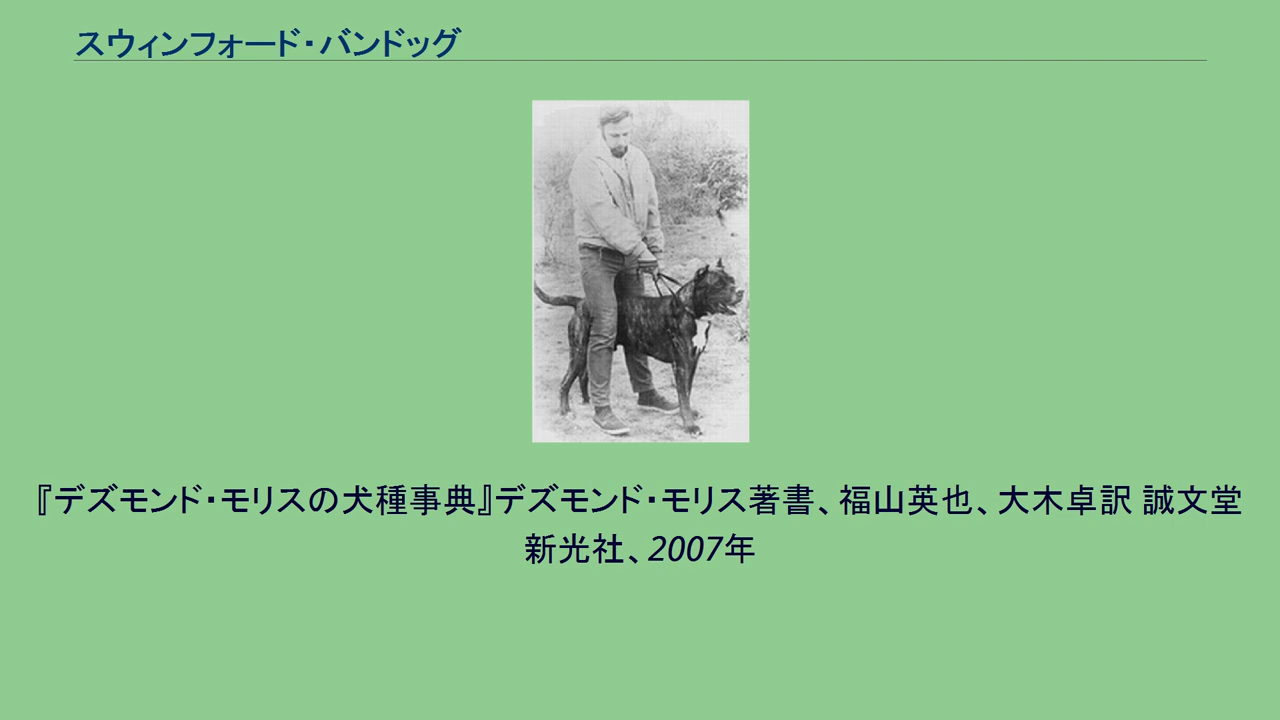 スウィンフォード・バンドッグ
『デズモンド・モリスの犬種事典』デズモンド・モリス著書、福山英也、大木卓訳 誠文堂
新光社、2007年